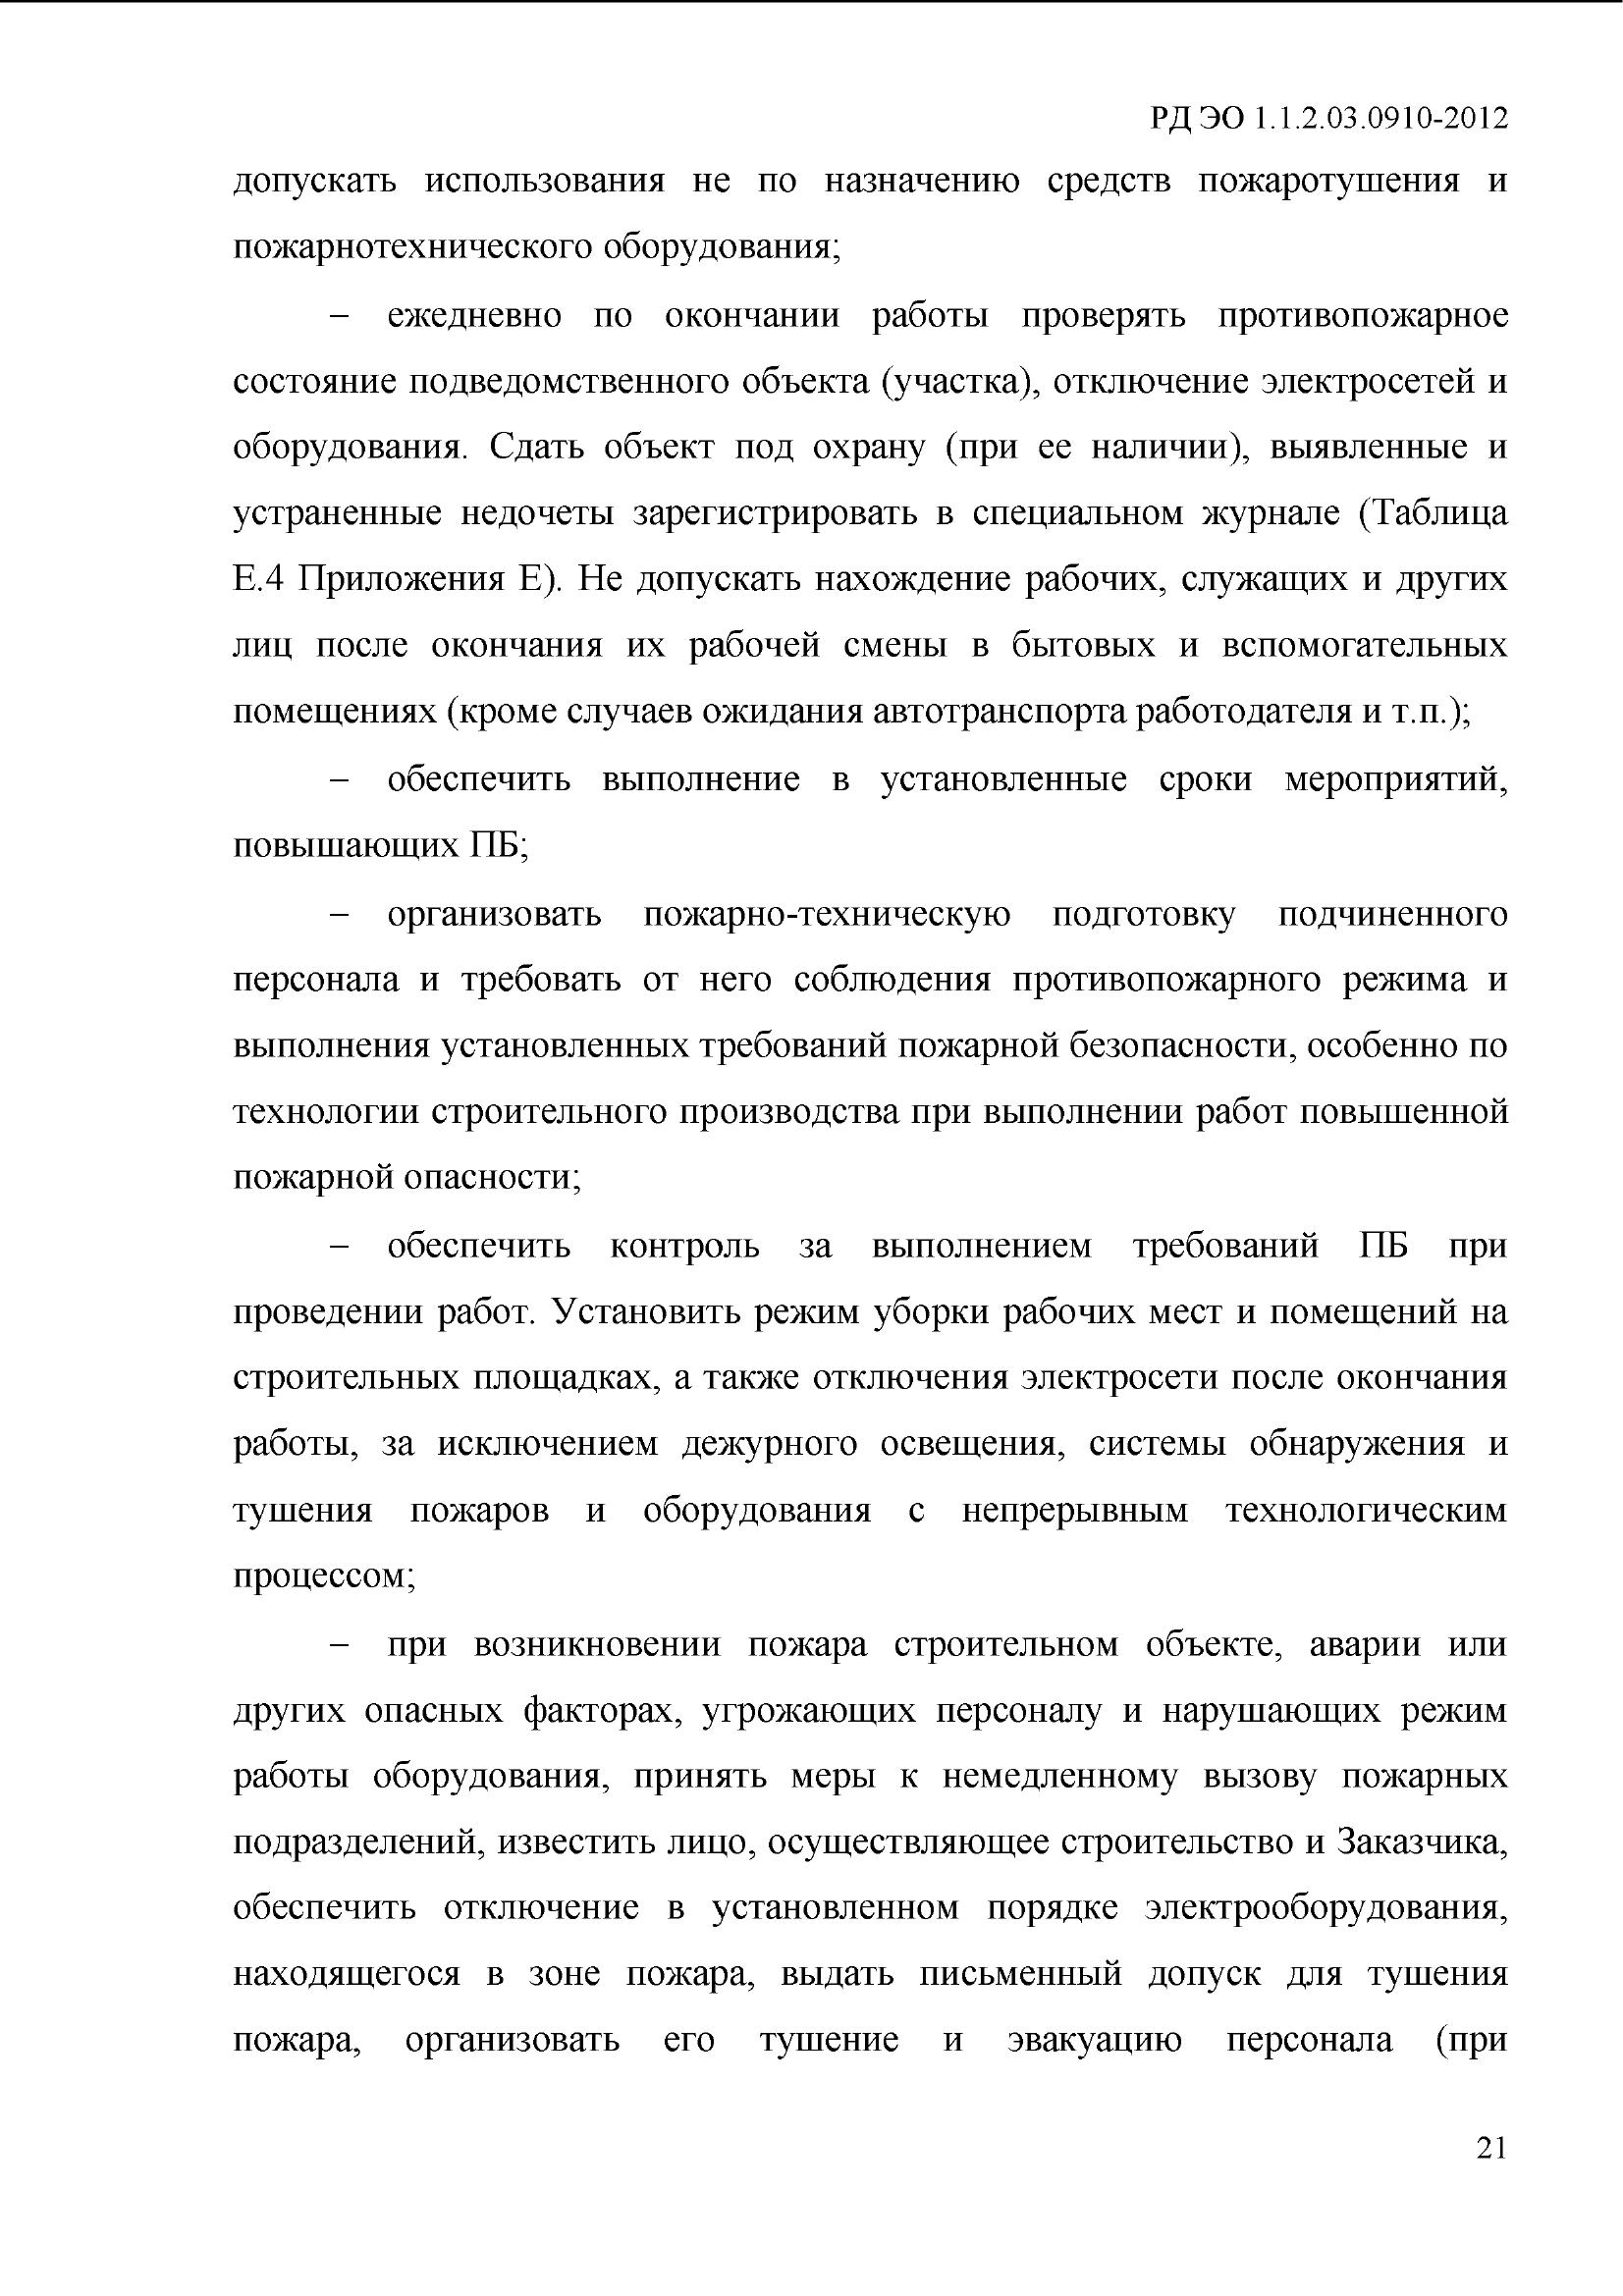 РД ЭО 1.1.2.03.0910-2012
допускать использования не по назначению средств пожаротушения и
пожарнотехнического оборудования;
– ежедневно по окончании работы проверять противопожарное
состояние подведомственного объекта (участка), отключение электросетей и
оборудования. Сдать объект под охрану (при ее наличии), выявленные и
устраненные недочеты зарегистрировать в специальном журнале (Таблица
Е.4 Приложения Е). Не допускать нахождение рабочих, служащих и других
лиц после окончания их рабочей смены в бытовых и вспомогательных
помещениях (кроме случаев ожидания автотранспорта работодателя и т.п.);
– обеспечить выполнение в установленные сроки мероприятий,
повышающих ПБ;
– организовать пожарно-техническую подготовку подчиненного
персонала и требовать от него соблюдения противопожарного режима и
выполнения установленных требований пожарной безопасности, особенно по
технологии строительного производства при выполнении работ повышенной
пожарной опасности;
– обеспечить контроль за выполнением требований ПБ при
проведении работ. Установить режим уборки рабочих мест и помещений на
строительных площадках, а также отключения электросети после окончания
работы, за исключением дежурного освещения, системы обнаружения и
тушения пожаров и оборудования с непрерывным технологическим
процессом;
– при возникновении пожара строительном объекте, аварии или
других опасных факторах, угрожающих персоналу и нарушающих режим
работы оборудования, принять меры к немедленному вызову пожарных
подразделений, известить лицо, осуществляющее строительство и Заказчика,
обеспечить отключение в установленном порядке электрооборудования,
находящегося в зоне пожара, выдать письменный допуск для тушения
пожара, организовать его тушение и эвакуацию персонала (при
21